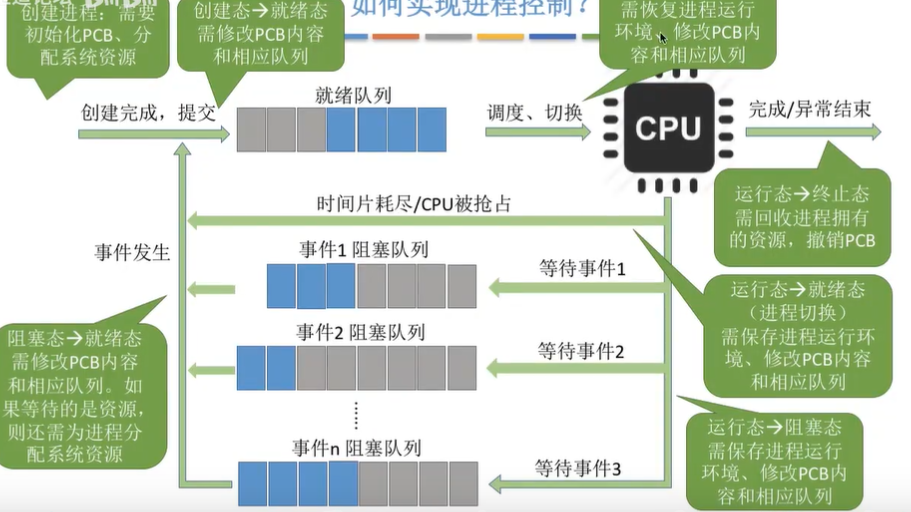 如何实现进程控制？
创建进程：需要
初始化PCB、分
配系统资源
创建态→就绪态
需修改PCB内容
和相应队列
需恢复进程运行
环境、修改PCB内
容和相应队列
创建完成，提交
就绪队列
调度、切换
CPU
完成/异常结束
时间片耗尽/CPU被抢占
运行态→终止态
需回收进程拥有
的资源，撤销PCB
事件发生
事件1 阻塞队列
等待事件1
运行态→就绪态
（进程切换）
需保存进程运行环
境、修改PCB内容
和相应队列
事件2 阻塞队列
等待事件2
阻塞态→就绪态
需修改PCB内容
和相应队列。如
果等待的是资源，
则还需为进程分
配系统资源
运行态→阻塞态
需保存进程运行
环境、修改PCB内
容和相应队列
事件n 阻塞队列
等待事件3